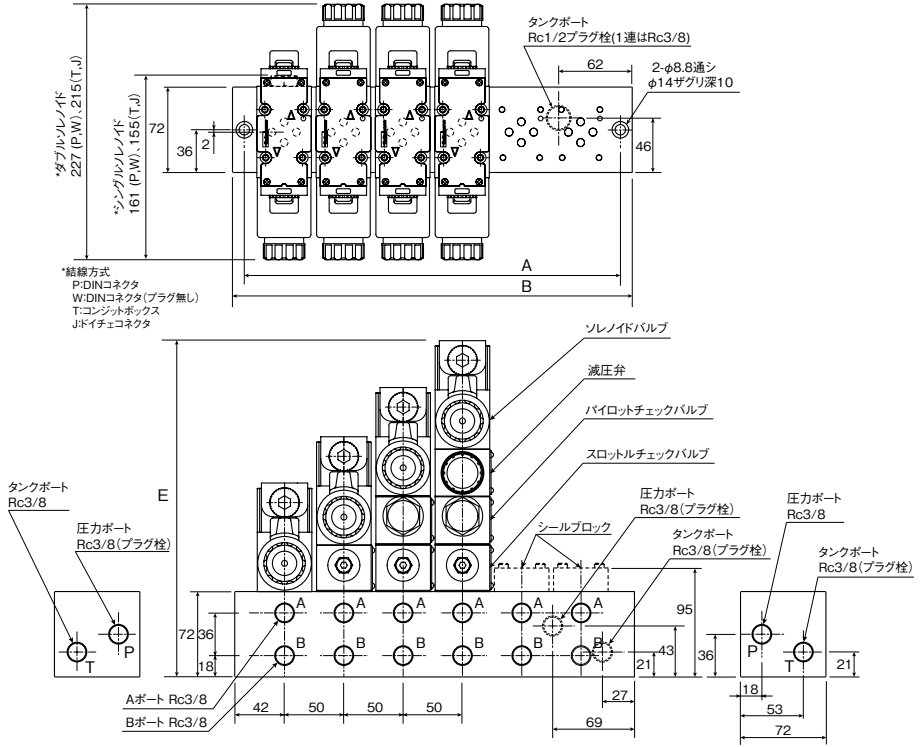 タンクポート
Rc1/2プラグ栓(1連はRc3/8)
62
2-φ8.8通シ
φ14ザグリ深10
*ダブルソレノイド
227 (P,W)、215(T,J)
*シングルソレノイド
161 (P,W)、155(T,J)
72
36
2
46
A
B
*結線方式
P:DINコネクタ
W:DINコネクタ(プラグ無し)
T:コンジットボックス
J:ドイチェコネクタ
ソレノイドバルブ
減圧弁
パイロットチェックバルブ
スロットルチェックバルブ
E
タンクポート
Rc3/8
圧力ポート
Rc3/8(プラグ栓)
シールブロック
圧力ポート
Rc3/8(プラグ栓)
タンクポート
Rc3/8(プラグ栓)
圧力ポート
Rc3/8
タンクポート
Rc3/8(プラグ栓)
T
P
72
36
18
A
A
A
A
A
A
B
B
B
B
B
B
95
43
21
36
P
T
21
Aポート Rc3/8
Bポート Rc3/8
42
50
50
50
27
69
18
53
72